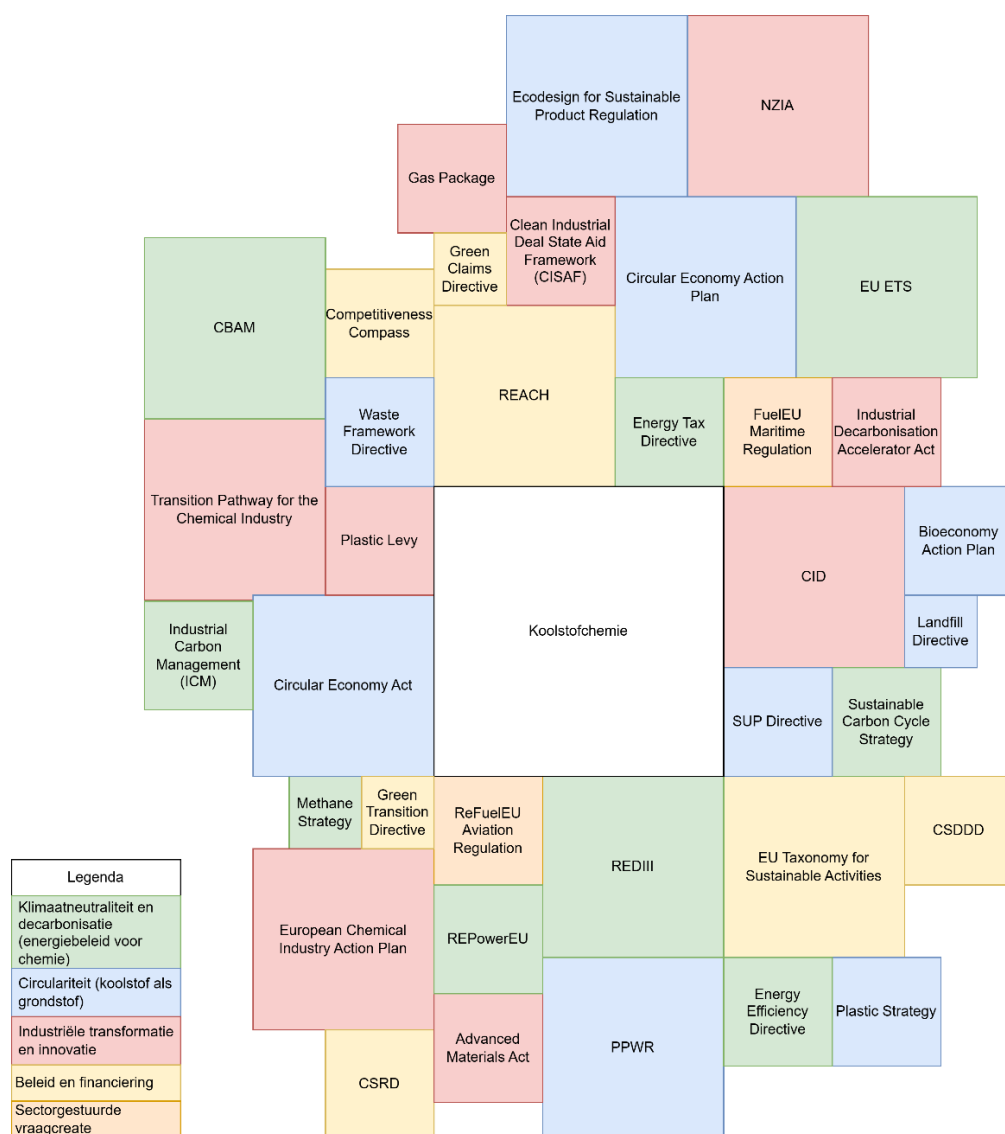 Ecodesign for Sustainable
Product Regulation
NZIA
Gas Package
Clean Industrial
Deal State Aid
Framework
(CISAF)
Green
Claims
Directive
Circular Economy Action
Plan
EU ETS
CBAM
Competitiveness
Compass
REACH
Waste
Framework
Directive
Energy Tax
Directive
FuelEU
Maritime
Regulation
Industrial
Decarbonisation
Accelerator Act
Transition Pathway for the
Chemical Industry
Plastic Levy
CID
Bioeconomy
Action Plan
Koolstofchemie
Industrial
Carbon
Management
(ICM)
Circular Economy Act
Landfill
Directive
SUP Directive
Sustainable
Carbon Cycle
Strategy
Methane
Strategy
Green
Transition
Directive
ReFuelEU
Aviation
Regulation
REDIII
EU Taxonomy for
Sustainable Activities
CSDDD
European Chemical
Industry Action Plan
REPowerEU
Energy
Efficiency
Directive
Plastic Strategy
Advanced
Materials Act
PPWR
CSRD
Legenda
Klimaatneutraliteit en
decarbonisatie
(energiebeleid voor
chemie)
Circulariteit (koolstof als
grondstof)
Industriële transformatie
en innovatie
Beleid en financiering
Sectorgestuurde
vraagcreate